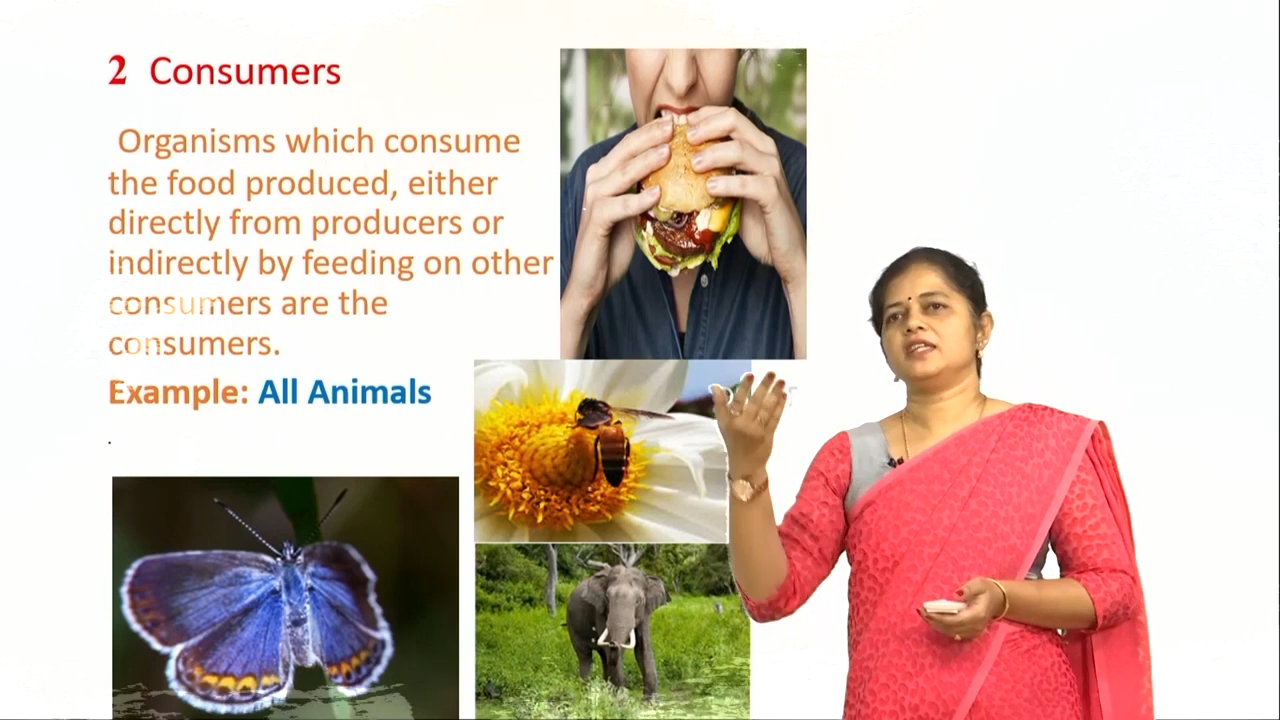 2 Consumers
Organisms which consume
the food produced, either
directly from producers or
indirectly by feeding on other
consumers are the
consumers.
Example: All Animals
.